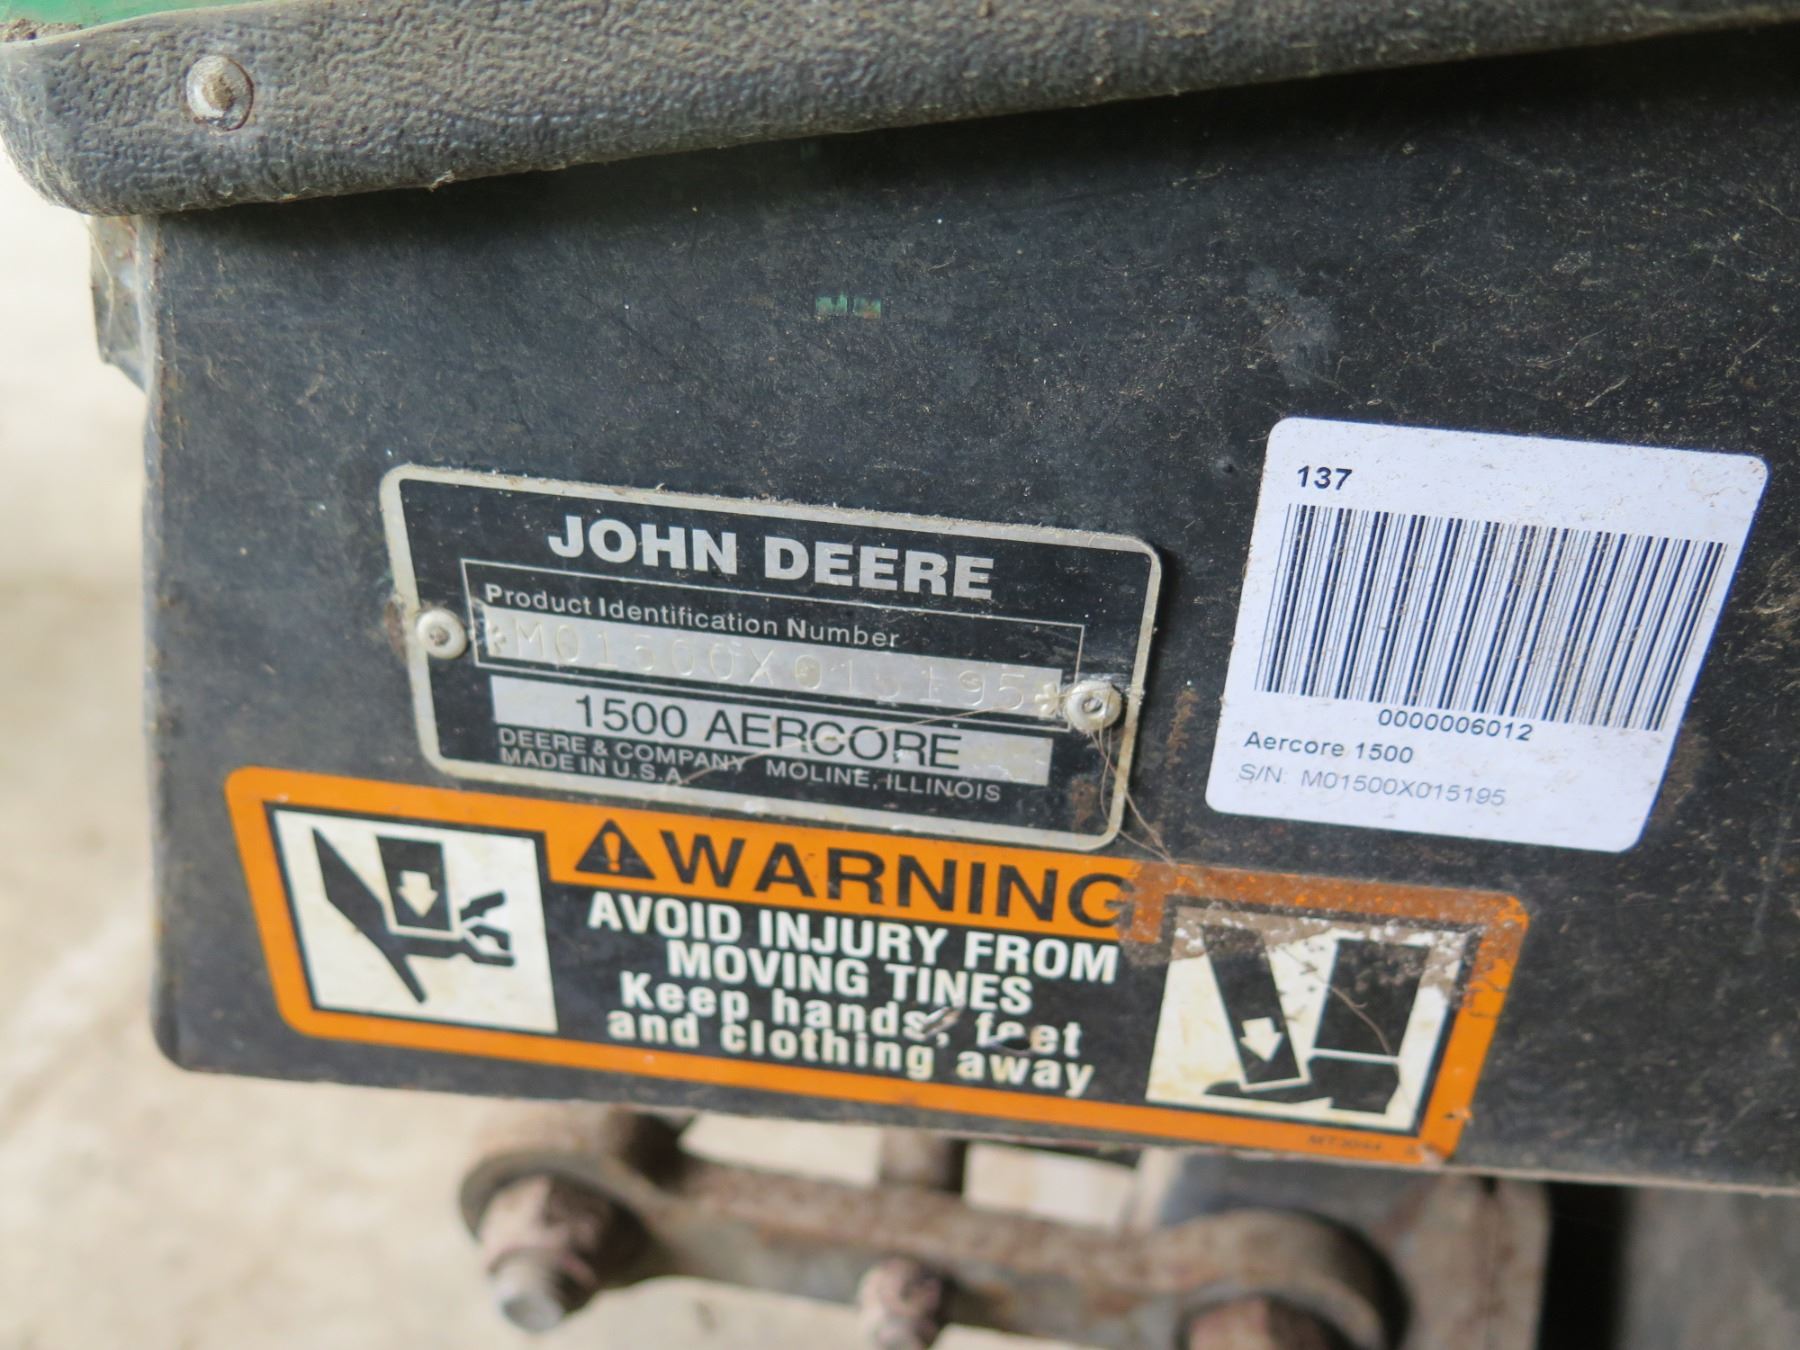 JOHN DEERE
Product Identification Number
*M01500X015195*
1500 AERCORE
DEERE & COMPANY MOLINE, ILLINOIS
MADE IN U.S.A.
137
0000006012
Aercore 1500
S/N: M01500X015195
WARNING
AVOID INJURY FROM
MOVING TINES
Keep hands, feet
and clothing away